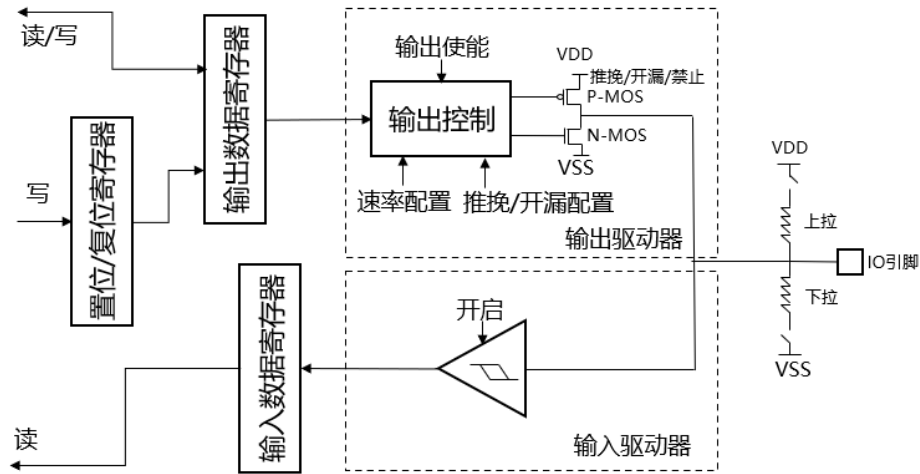 读/写
写
置位/复位寄存器
输出数据寄存器
输出使能
输出控制
速率配置
推挽/开漏配置
VDD
推挽/开漏/禁止
P-MOS
N-MOS
VSS
输出驱动器
VDD
上拉
IO引脚
下拉
VSS
开启
输入驱动器
输入数据寄存器
读